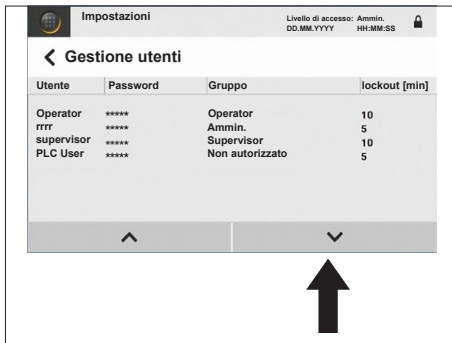 Impostazioni
Livello di accesso: Ammin.
DD.MM.YYYY HH:MM:SS
Gestione utenti
Utente Password Gruppo lockout [min]
Operator ***** Operator 10
rrrr ***** Ammin. 5
supervisor ***** Supervisor 10
PLC User ***** Non autorizzato 5